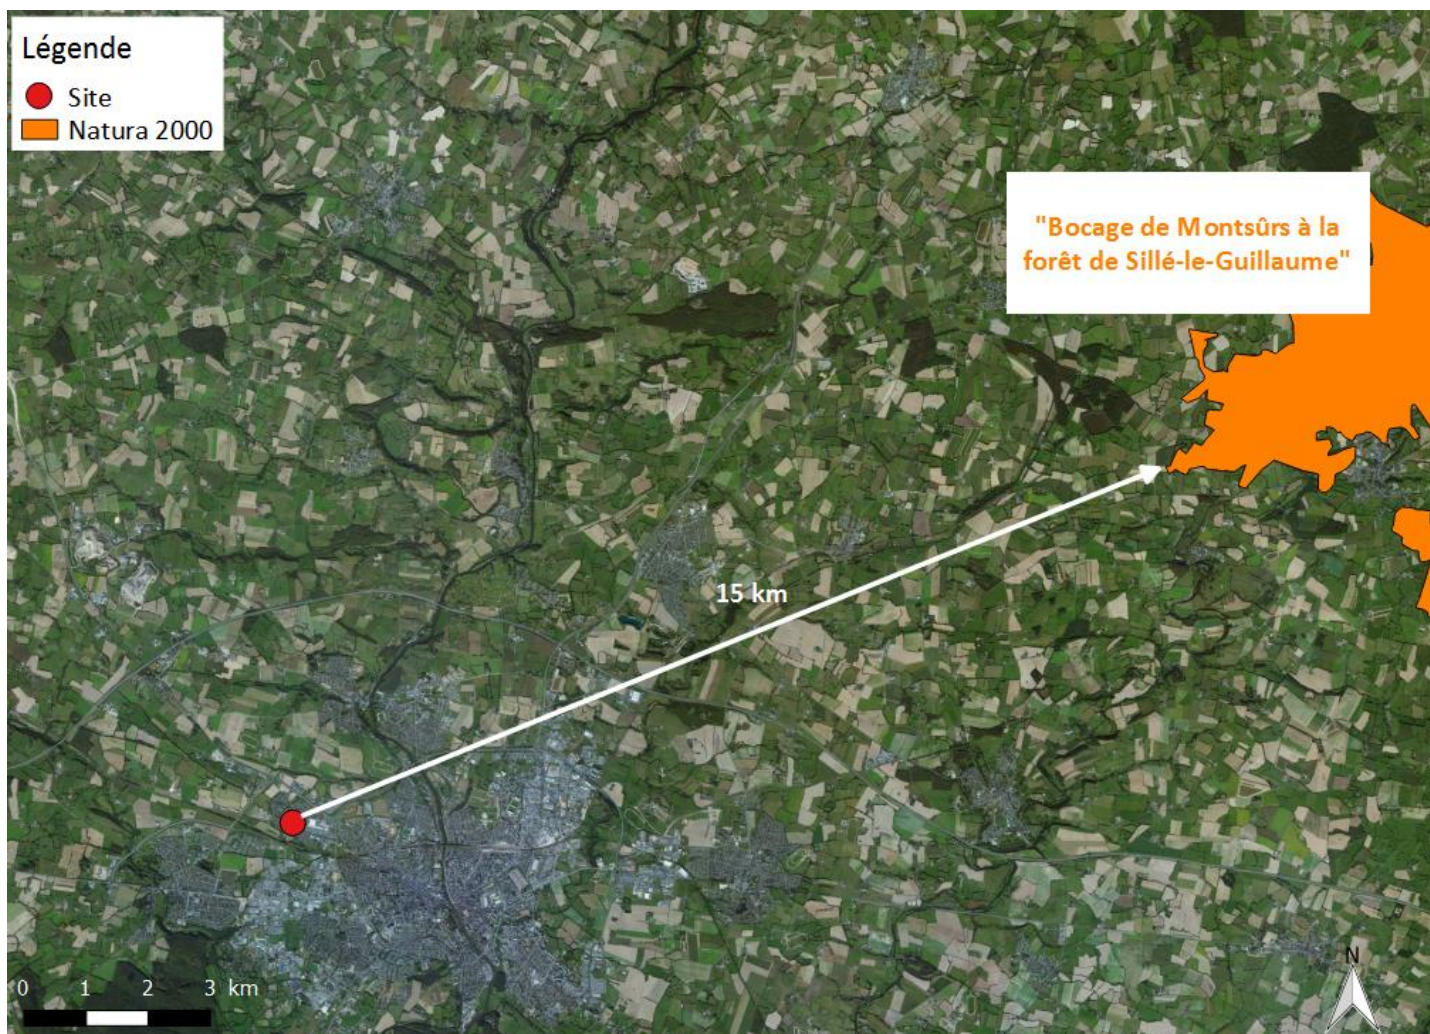 Légende
Site
Natura 2000
"Bocage de Montsûrs à la
forêt de Sillé-le-Guillaume"
15 km
0 1 2 3 km
N